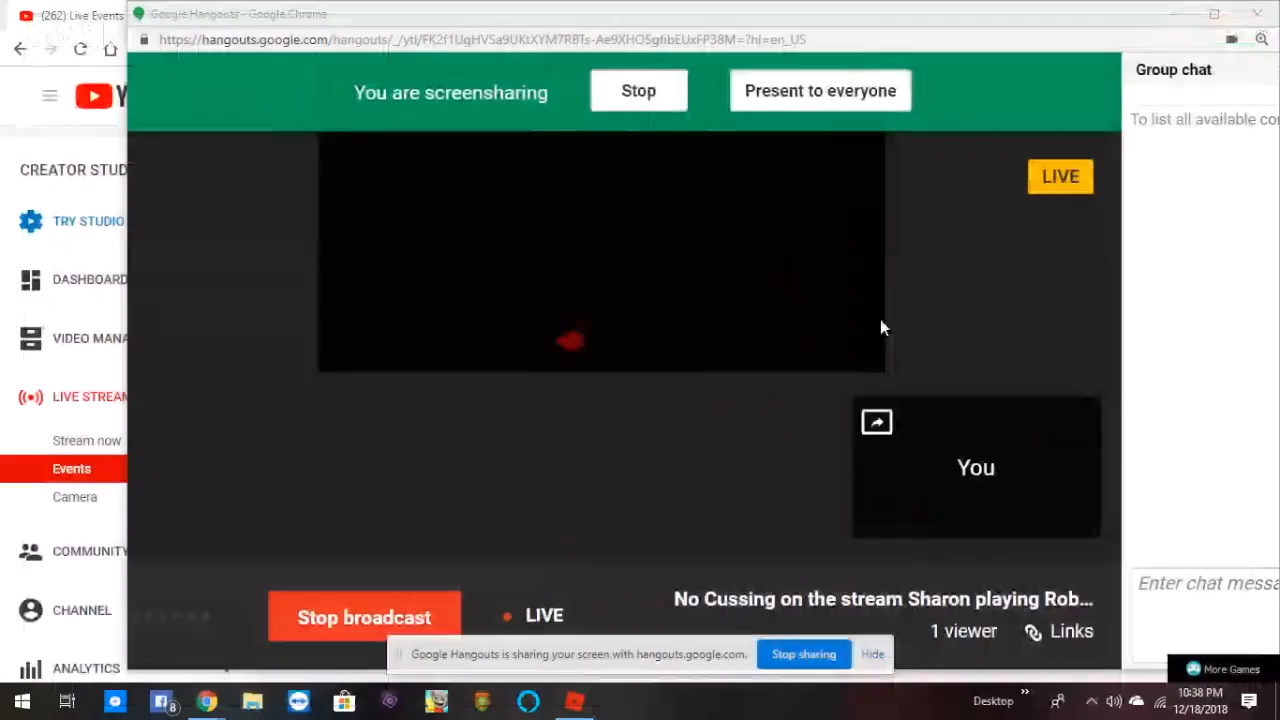 (262) Live Events
Google Hangouts - Google Chrome
https://hangouts.google.com/hangouts/_/ytl/FK2f1UgHVSa9UKtXYM7RBTs-Ae9XHO5gfibEUxFP38M=?hl=en_US
You are screensharing
Stop
Present to everyone
Group chat
To list all available co
LIVE
CREATOR STUD
TRY STUDIO
DASHBOARD
VIDEO MANA
LIVE STREAM
Stream now
Events
Camera
COMMUNITY
CHANNEL
ANALYTICS
You
Stop broadcast
LIVE
No Cussing on the stream Sharon playing Rob...
1 viewer
Links
Enter chat messa
Google Hangouts is sharing your screen with hangouts.google.com.
Stop sharing
Hide
More Games
8
Desktop
10:38 PM
12/18/2018